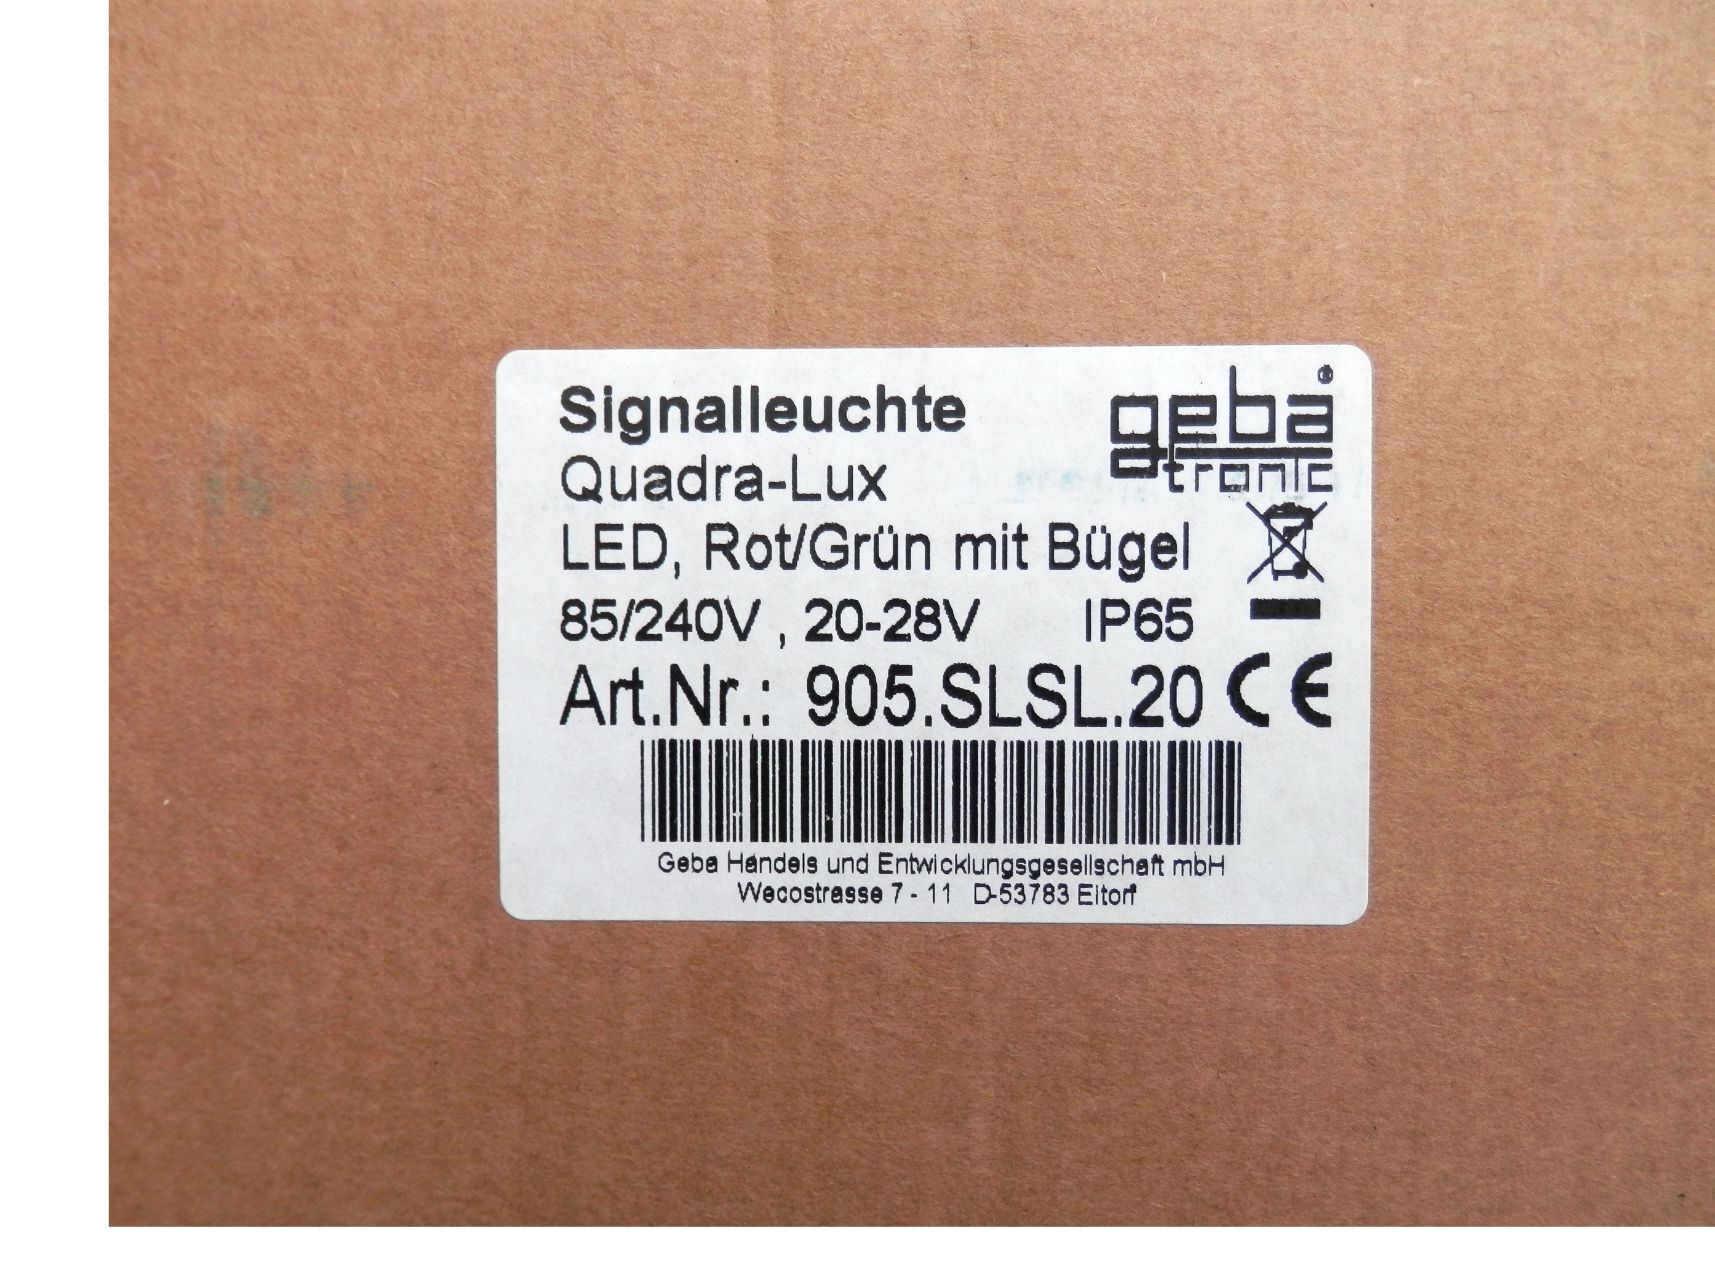 Signalleuchte
geba®
tronic
Quadra-Lux
LED, Rot/Grün mit Bügel
85/240V , 20-28V IP65
Art.Nr.: 905.SLSL.20 CE
Geba Handels und Entwicklungsgesellschaft mbH
Wecostrasse 7 - 11 D-53783 Eitorf